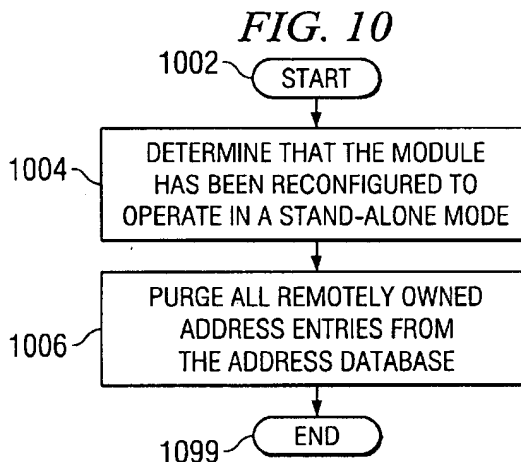 FIG. 10
1002
START
1004
DETERMINE THAT THE MODULE
HAS BEEN RECONFIGURED TO
OPERATE IN A STAND-ALONE MODE
1006
PURGE ALL REMOTELY OWNED
ADDRESS ENTRIES FROM
THE ADDRESS DATABASE
1099
END